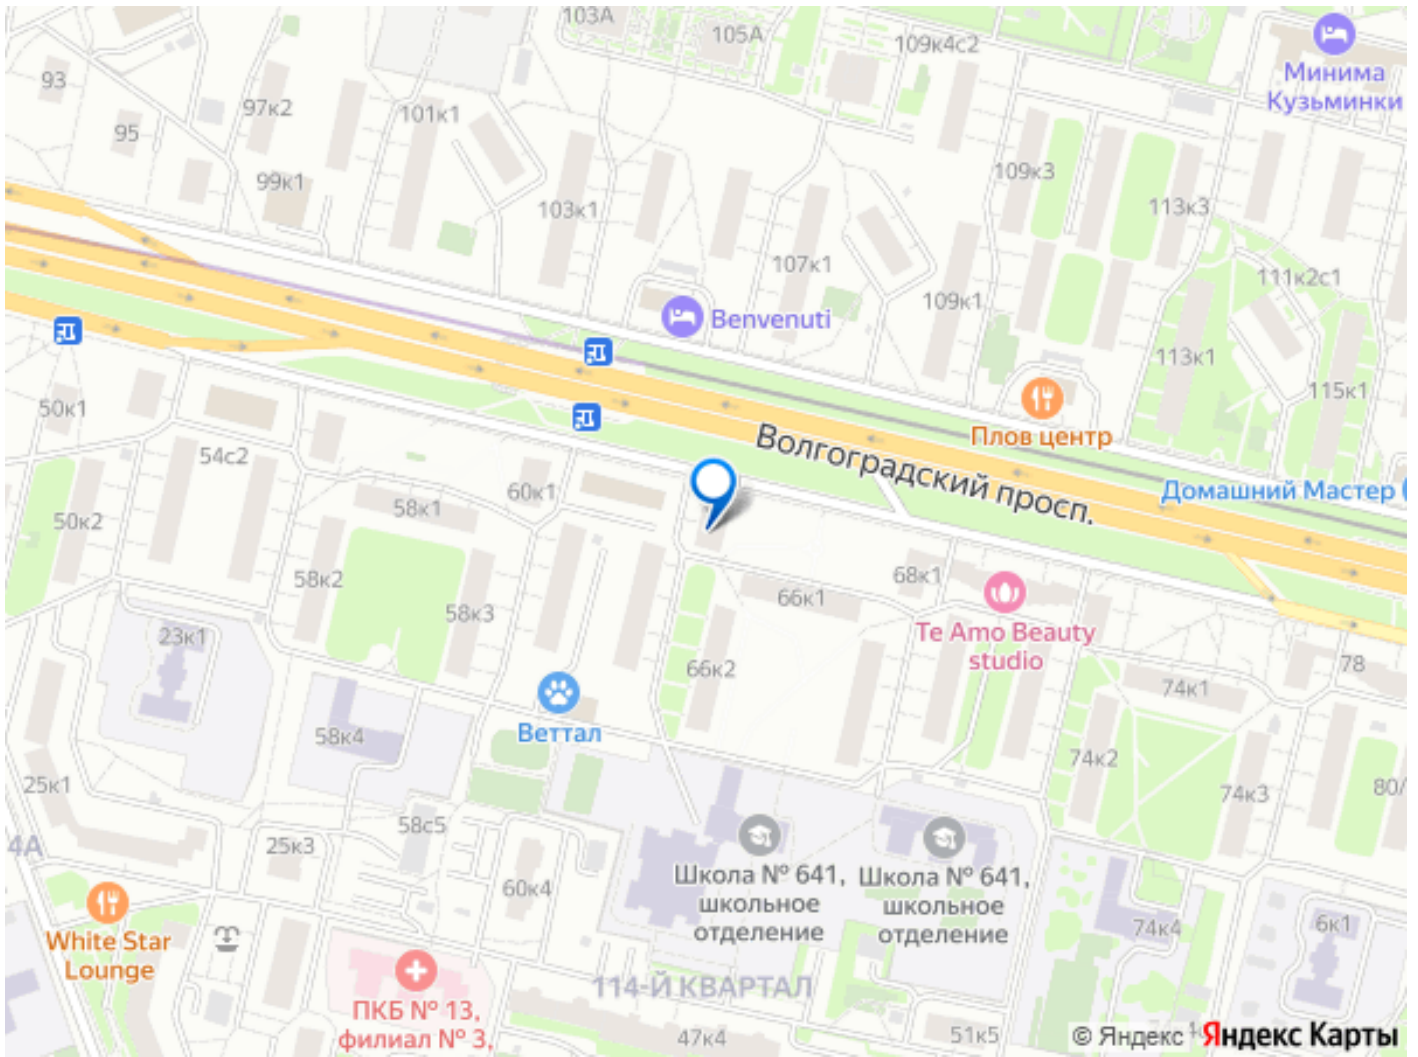 103А
105А
109к4с2
Минима
Кузьминки
93
97к2
101к1
95
109к3
99к1
103к1
113к3
107к1
111к2с1
109к1
Benvenuti
113к1
115к1
50к1
Плов центр
54с2
Волгоградский просп.
60к1
Домашний Мастер
58к1
50к2
58к2
68к1
66к1
58к3
23к1
Te Amo Beauty
studio
78
66к2
74к1
Веттал
58к4
74к2
25к1
74к3
80/
58с5
4А
25к3
Школа № 641,
школьное
отделение
Школа № 641,
школьное
отделение
60к4
White Star
Lounge
74к4
6к1
114-Й КВАРТАЛ
ПКБ № 13,
филиал № 3,
47к4
51к5
© Яндекс
Яндекс Карты